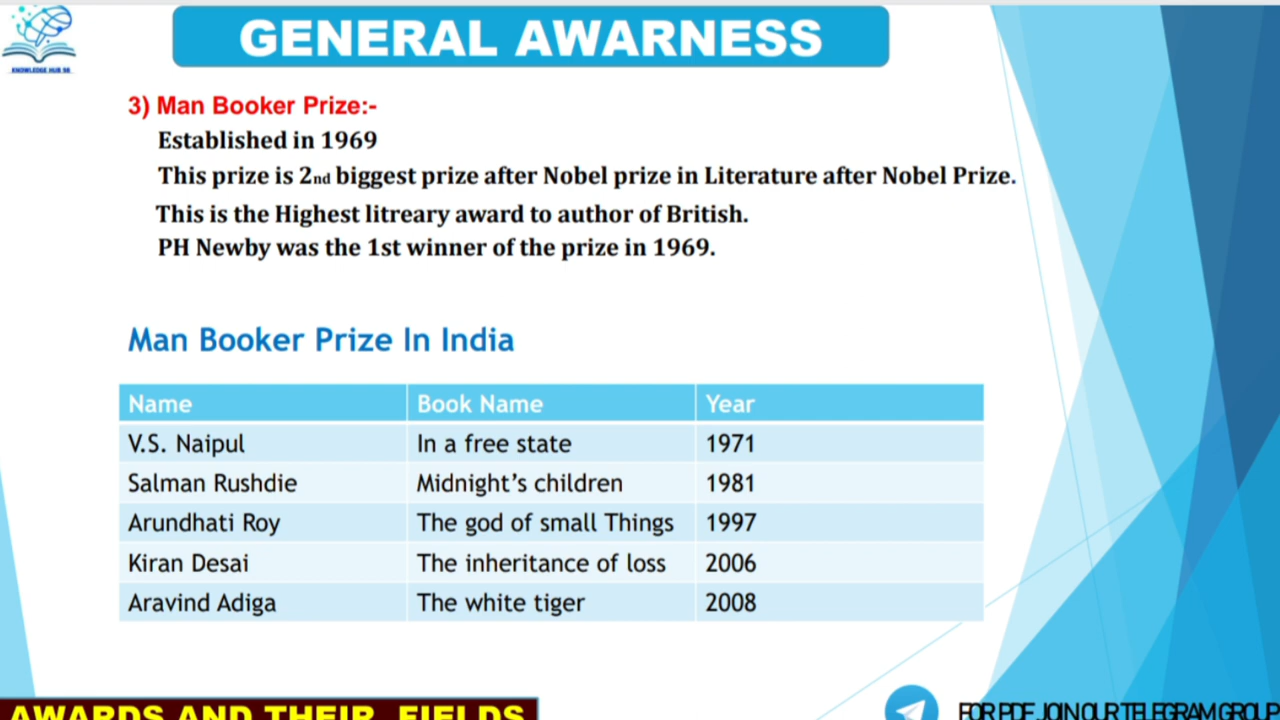 KNOWLEDGE HUB SB
GENERAL AWARNESS
3) Man Booker Prize:-
Established in 1969
This prize is 2nd biggest prize after Nobel prize in Literature after Nobel Prize.
This is the Highest litreary award to author of British.
PH Newby was the 1st winner of the prize in 1969.
Man Booker Prize In India
Name Book Name Year
V.S. Naipul In a free state 1971
Salman Rushdie Midnight's children 1981
Arundhati Roy The god of small Things 1997
Kiran Desai The inheritance of loss 2006
Aravind Adiga The white tiger 2008
AWARDS AND THEIR FIELDS
FOR PDF JOIN OUR TELEGRAM GROUP